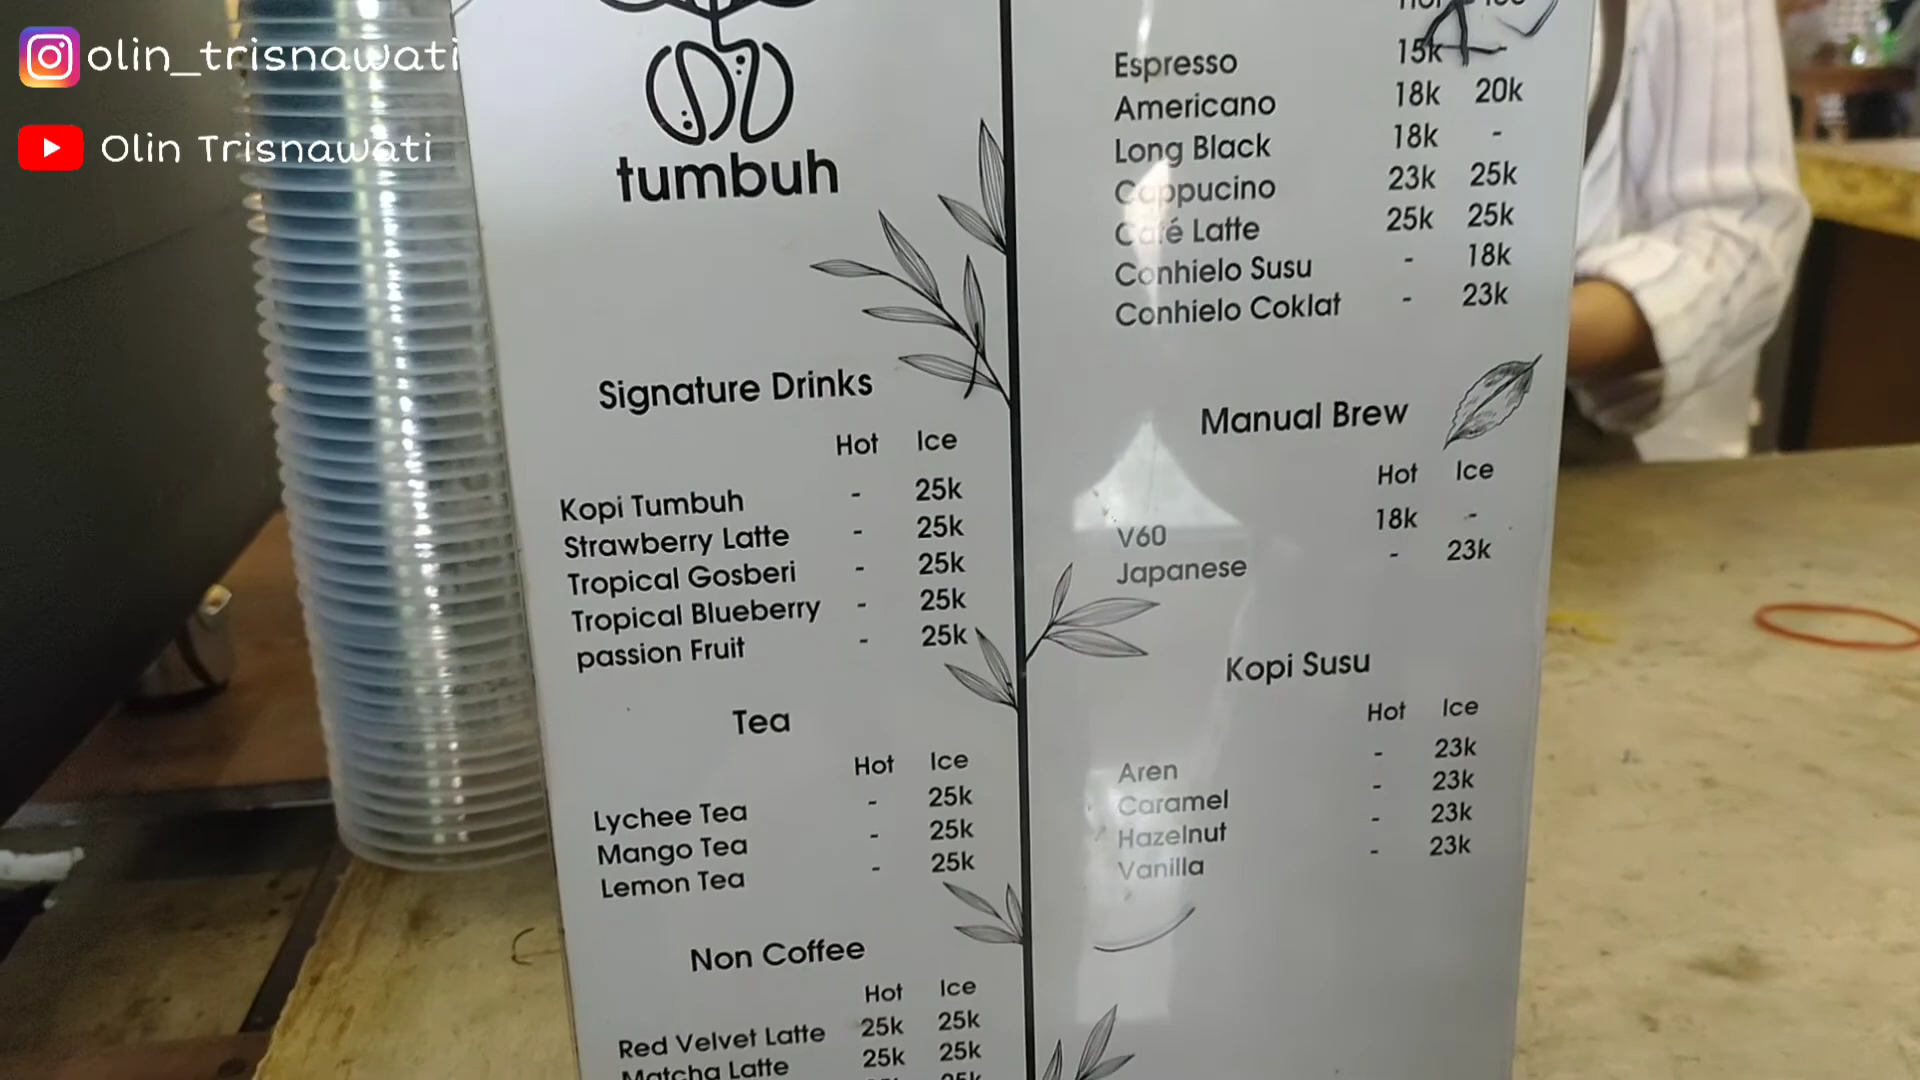 olin_trisnawati
Olin Trisnawati
tumbuh
Signature Drinks
Hot Ice
Kopi Tumbuh - 25k
Strawberry Latte - 25k
Tropical Gosberi - 25k
Tropical Blueberry - 25k
passion Fruit - 25k
Tea
Hot Ice
Lychee Tea - 25k
Mango Tea - 25k
Lemon Tea - 25k
Non Coffee
Hot Ice
Red Velvet Latte 25k 25k
Matcha Latte 25k 25k
Espresso 15k -
Americano 18k 20k
Long Black 18k -
Cappucino 23k 25k
Café Latte 25k 25k
Conhielo Susu - 18k
Conhielo Coklat - 23k
Manual Brew
Hot Ice
V60 18k -
Japanese - 23k
Kopi Susu
Hot Ice
Aren - 23k
Caramel - 23k
Hazelnut - 23k
Vanilla - 23k